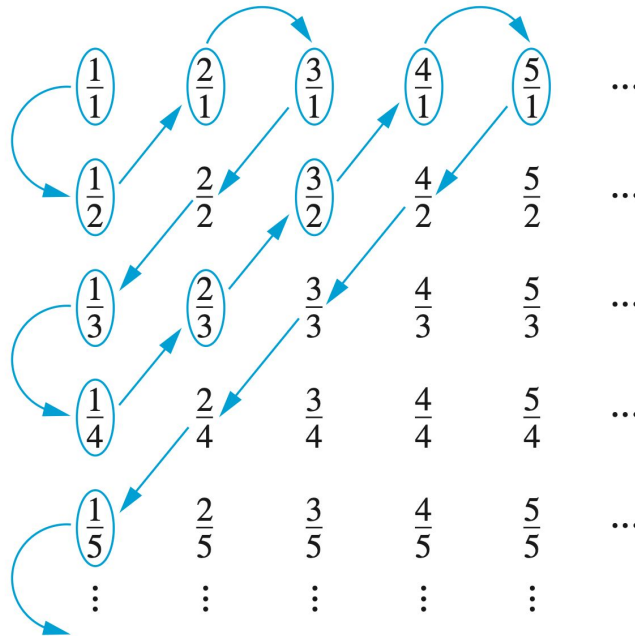 1/1 2/1 3/1 4/1 5/1 ...
1/2 2/2 3/2 4/2 5/2 ...
1/3 2/3 3/3 4/3 5/3 ...
1/4 2/4 3/4 4/4 5/4 ...
1/5 2/5 3/5 4/5 5/5 ...
⋮ ⋮ ⋮ ⋮ ⋮